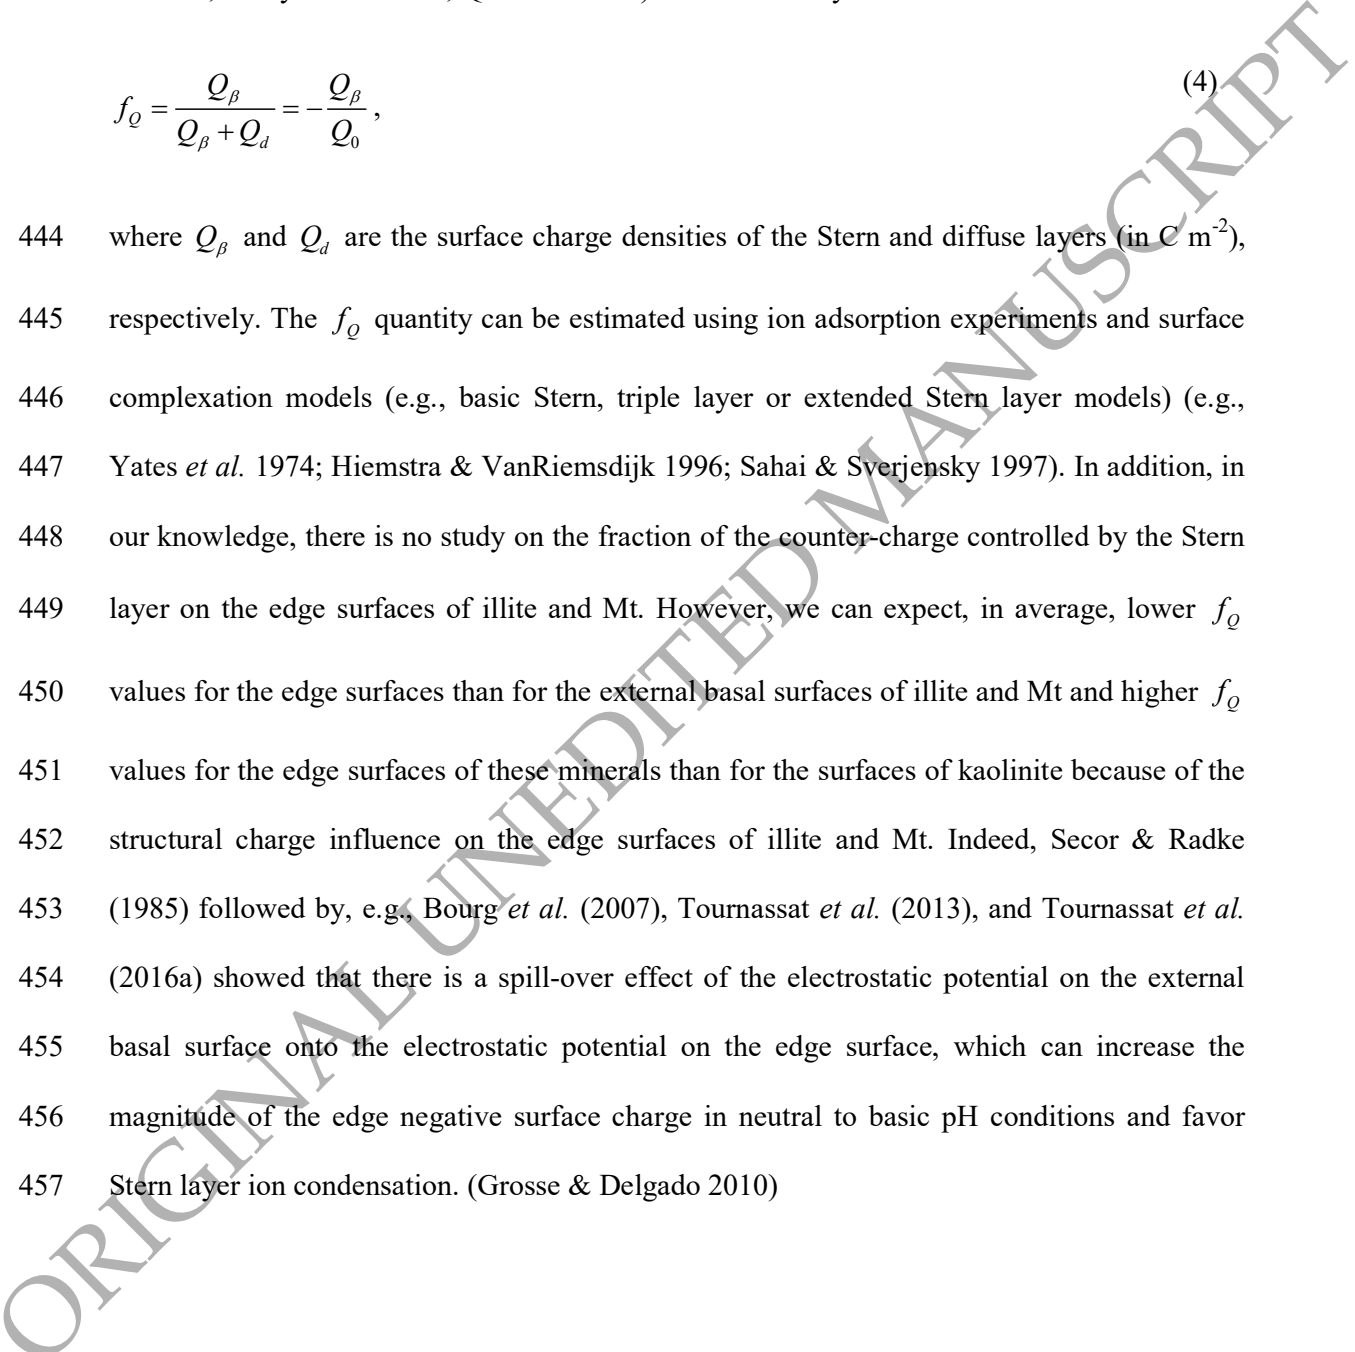 (4)
f_Q = Q_β / (Q_β + Q_d) = − Q_β / Q_0 ,
444 where Q_β and Q_d are the surface charge densities of the Stern and diffuse layers (in C m^-2),
445 respectively. The f_Q quantity can be estimated using ion adsorption experiments and surface
446 complexation models (e.g., basic Stern, triple layer or extended Stern layer models) (e.g.,
447 Yates et al. 1974; Hiemstra & VanRiemsdijk 1996; Sahai & Sverjensky 1997). In addition, in
448 our knowledge, there is no study on the fraction of the counter-charge controlled by the Stern
449 layer on the edge surfaces of illite and Mt. However, we can expect, in average, lower f_Q
450 values for the edge surfaces than for the external basal surfaces of illite and Mt and higher f_Q
451 values for the edge surfaces of these minerals than for the surfaces of kaolinite because of the
452 structural charge influence on the edge surfaces of illite and Mt. Indeed, Secor & Radke
453 (1985) followed by, e.g., Bourg et al. (2007), Tournassat et al. (2013), and Tournassat et al.
454 (2016a) showed that there is a spill-over effect of the electrostatic potential on the external
455 basal surface onto the electrostatic potential on the edge surface, which can increase the
456 magnitude of the edge negative surface charge in neutral to basic pH conditions and favor
457 Stern layer ion condensation. (Grosse & Delgado 2010)
ORIGINAL UNEDITED MANUSCRIPT